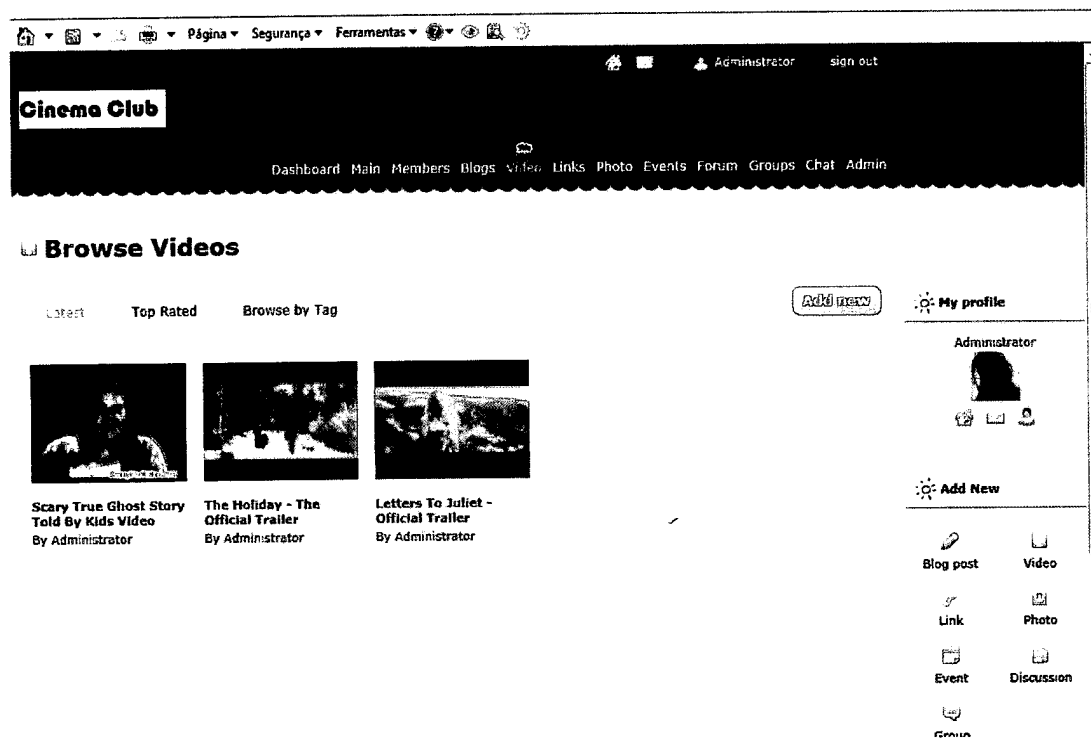 Página Segurança Ferramentas
Administrator sign out
Cinema Club
Dashboard Main Members Blogs Video Links Photo Events Forum Groups Chat Admin
Browse Videos
Latest Top Rated Browse by Tag
Add new
Scary True Ghost Story
Told By Kids Video
By Administrator
The Holiday - The
Official Trailer
By Administrator
Letters To Juliet -
Official Trailer
By Administrator
My profile
Administrator
Add New
Blog post Video
Link Photo
Event Discussion
Group